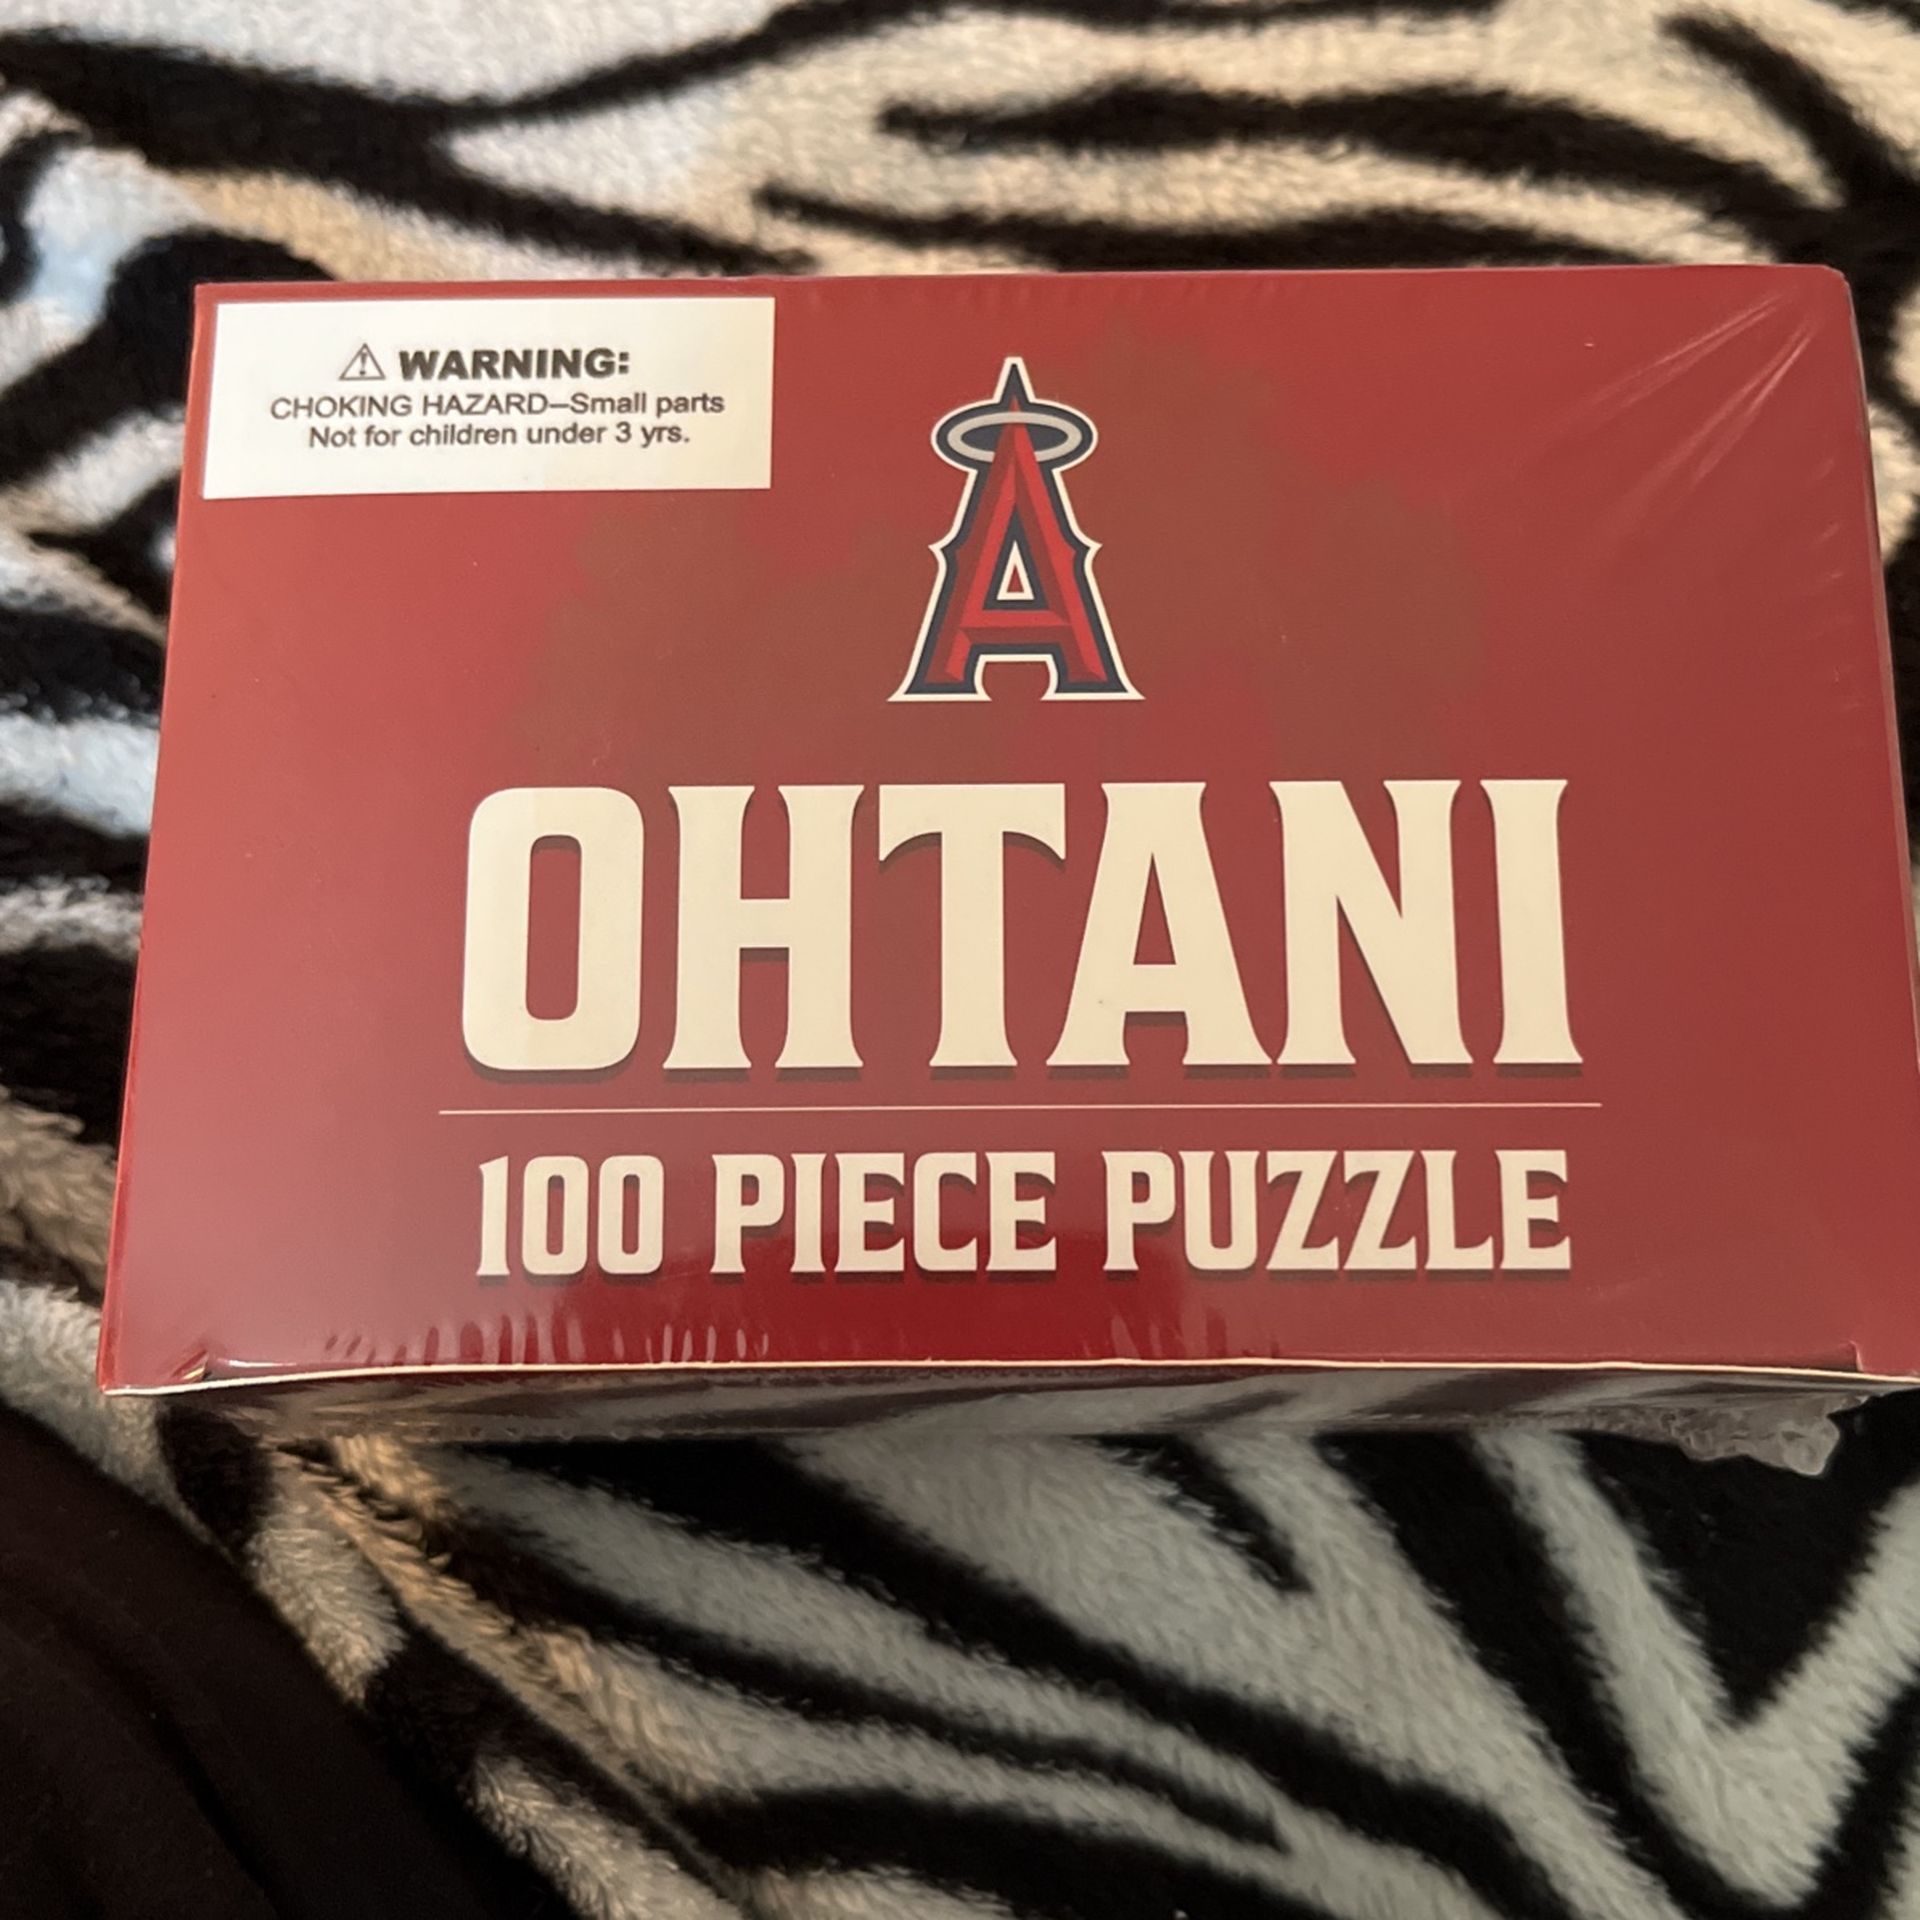 ⚠ WARNING:
CHOKING HAZARD–Small parts
Not for children under 3 yrs.
A
OHTANI
100 PIECE PUZZLE